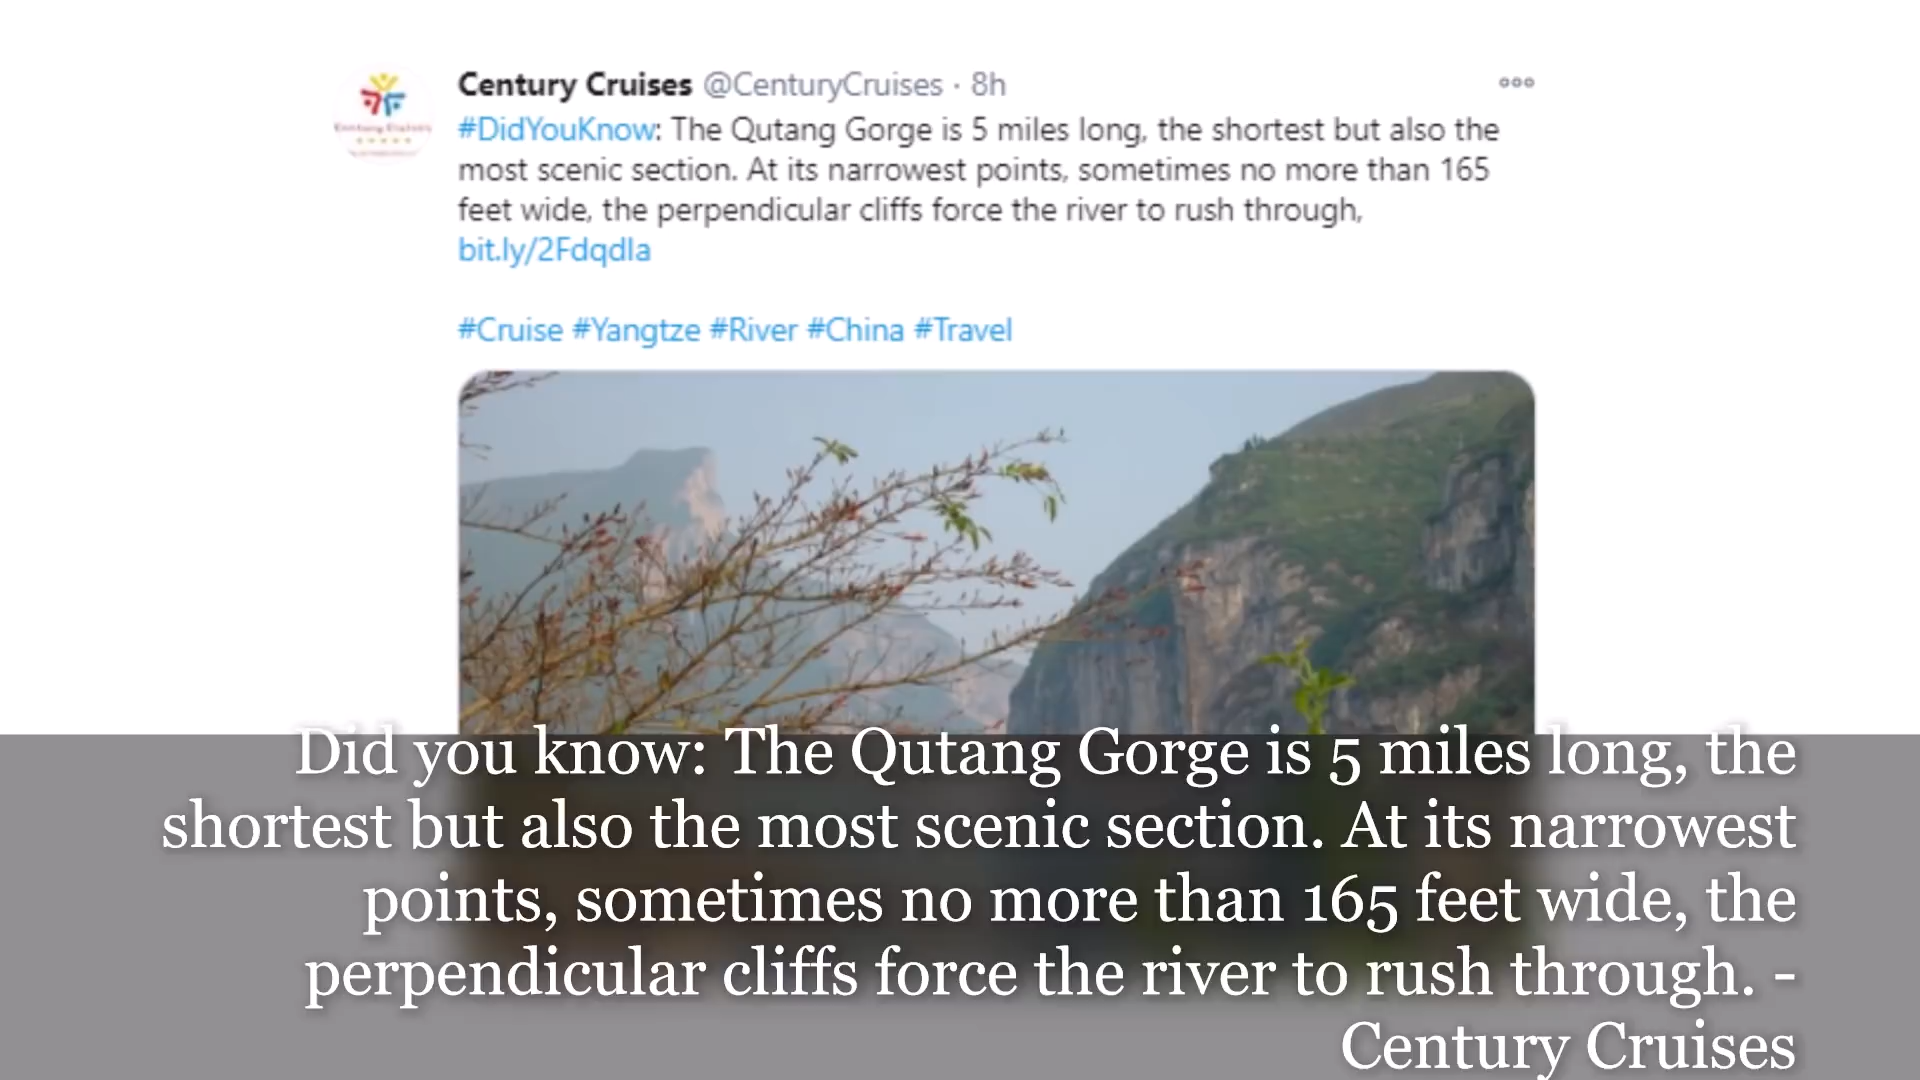 Century Cruises @CenturyCruises · 8h
#DidYouKnow: The Qutang Gorge is 5 miles long, the shortest but also the
most scenic section. At its narrowest points, sometimes no more than 165
feet wide, the perpendicular cliffs force the river to rush through,
bit.ly/2Fdqdla
#Cruise #Yangtze #River #China #Travel
Did you know: The Qutang Gorge is 5 miles long, the
shortest but also the most scenic section. At its narrowest
points, sometimes no more than 165 feet wide, the
perpendicular cliffs force the river to rush through. -
Century Cruises